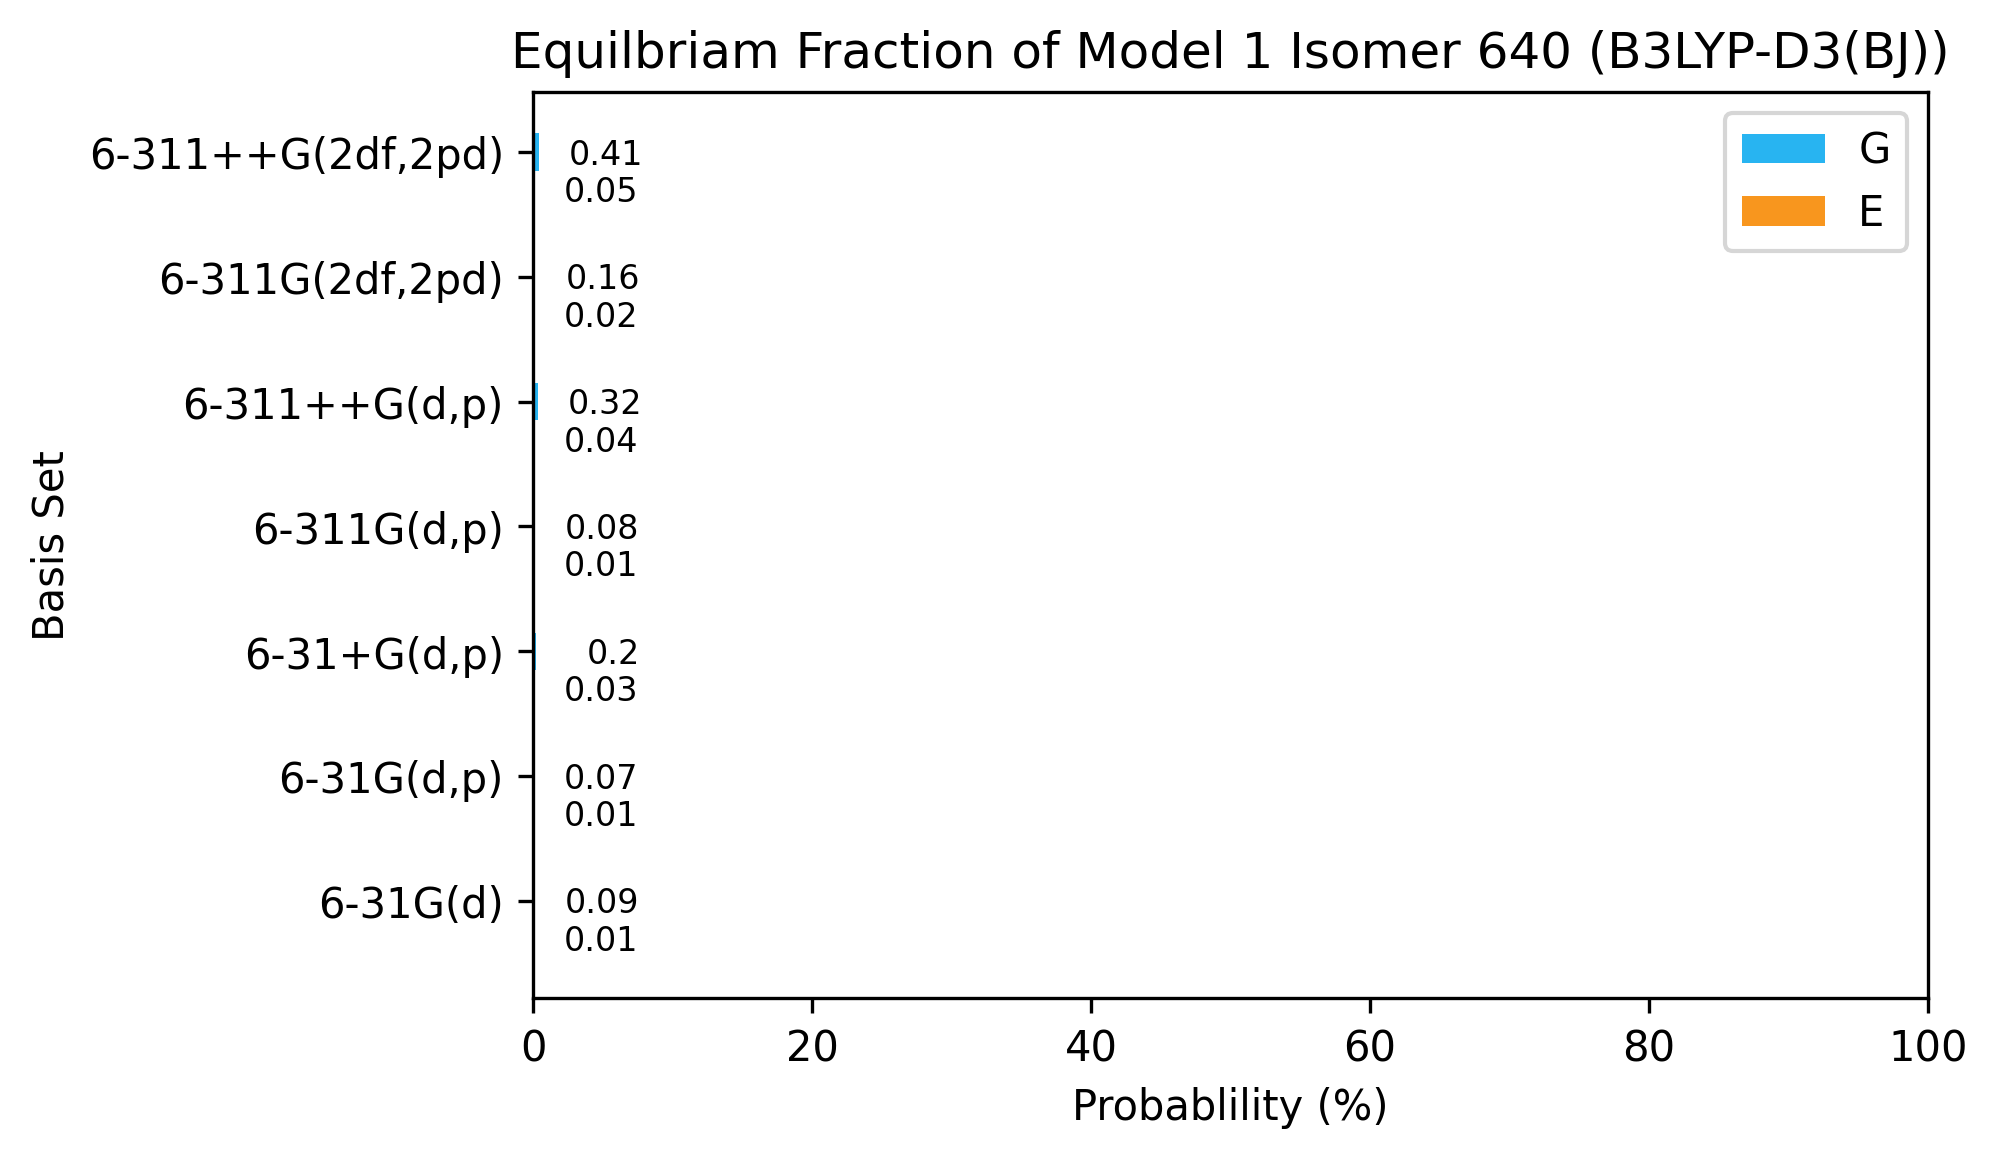 Equilbriam Fraction of Model 1 Isomer 640 (B3LYP-D3(BJ))
G
E
6-311++G(2df,2pd)
0.41
0.05
6-311G(2df,2pd)
0.16
0.02
6-311++G(d,p)
0.32
0.04
6-311G(d,p)
0.08
0.01
6-31+G(d,p)
0.2
0.03
6-31G(d,p)
0.07
0.01
6-31G(d)
0.09
0.01
Basis Set
0 20 40 60 80 100
Probablility (%)